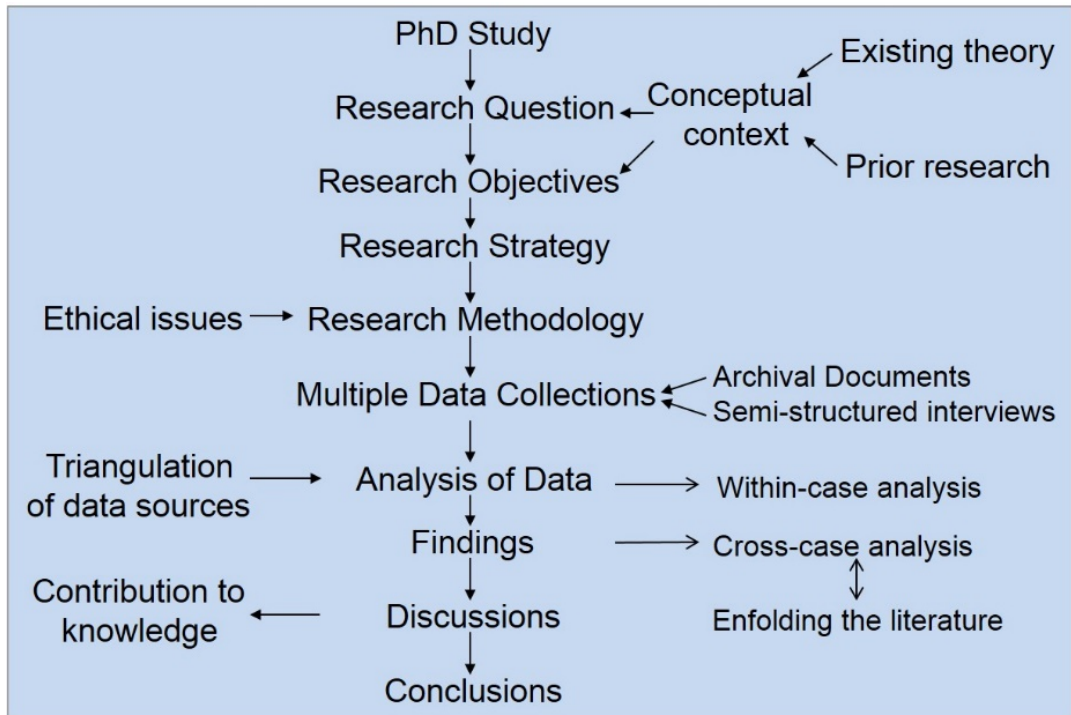 PhD Study
Existing theory
Research Question
Conceptual
context
Prior research
Research Objectives
Research Strategy
Ethical issues
Research Methodology
Multiple Data Collections
Archival Documents
Semi-structured interviews
Triangulation
of data sources
Analysis of Data
Within-case analysis
Findings
Cross-case analysis
Contribution to
knowledge
Discussions
Enfolding the literature
Conclusions